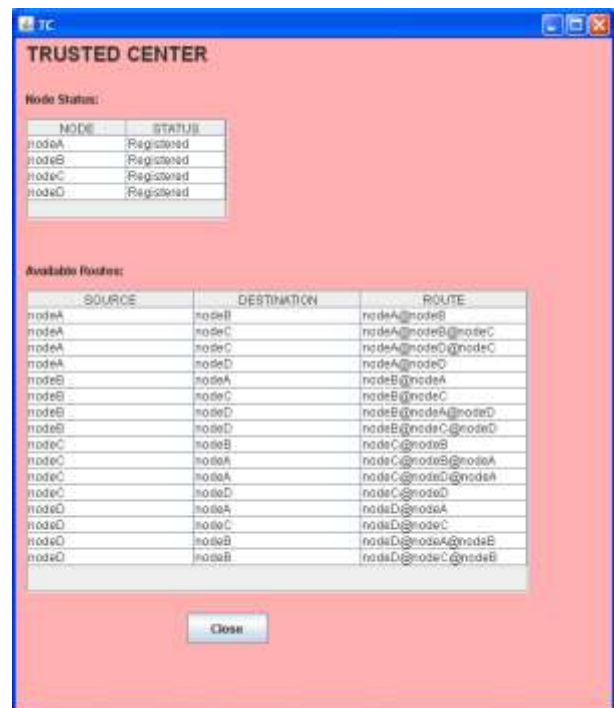 TC
TRUSTED CENTER
Node Status:
NODE STATUS
nodeA Registered
nodeB Registered
nodeC Registered
nodeD Registered
Available Routes:
SOURCE DESTINATION ROUTE
nodeA nodeB nodeA@nodeB
nodeA nodeC nodeA@nodeB@nodeC
nodeA nodeC nodeA@nodeD@nodeC
nodeA nodeD nodeA@nodeD
nodeB nodeA nodeB@nodeA
nodeB nodeC nodeB@nodeC
nodeB nodeD nodeB@nodeA@nodeD
nodeB nodeD nodeB@nodeC@nodeD
nodeC nodeB nodeC@nodeB
nodeC nodeA nodeC@nodeB@nodeA
nodeC nodeA nodeC@nodeD@nodeA
nodeC nodeD nodeC@nodeD
nodeD nodeA nodeD@nodeA
nodeD nodeC nodeD@nodeC
nodeD nodeB nodeD@nodeA@nodeB
nodeD nodeB nodeD@nodeC@nodeB
Close